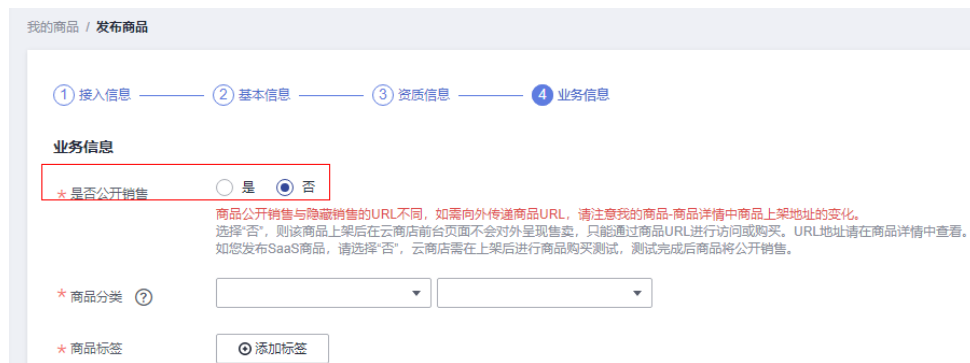 我的商品 / 发布商品
1 接入信息 2 基本信息 3 资质信息 4 业务信息
业务信息
* 是否公开销售 是 否
商品公开销售与隐藏销售的URL不同，如需向外传递商品URL，请注意我的商品-商品详情中商品上架地址的变化。
选择“否”，则该商品上架后在云商店前台页面不会对外呈现售卖，只能通过商品URL进行访问或购买。URL地址请在商品详情中查看。
如您发布SaaS商品，请选择“否”，云商店需在上架后进行商品购买测试，测试完成后商品将公开销售。
* 商品分类 ?
* 商品标签 添加标签